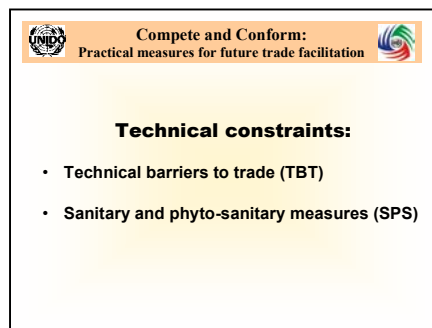 UNIDO
Compete and Conform:
Practical measures for future trade facilitation
Technical constraints:
• Technical barriers to trade (TBT)
• Sanitary and phyto-sanitary measures (SPS)